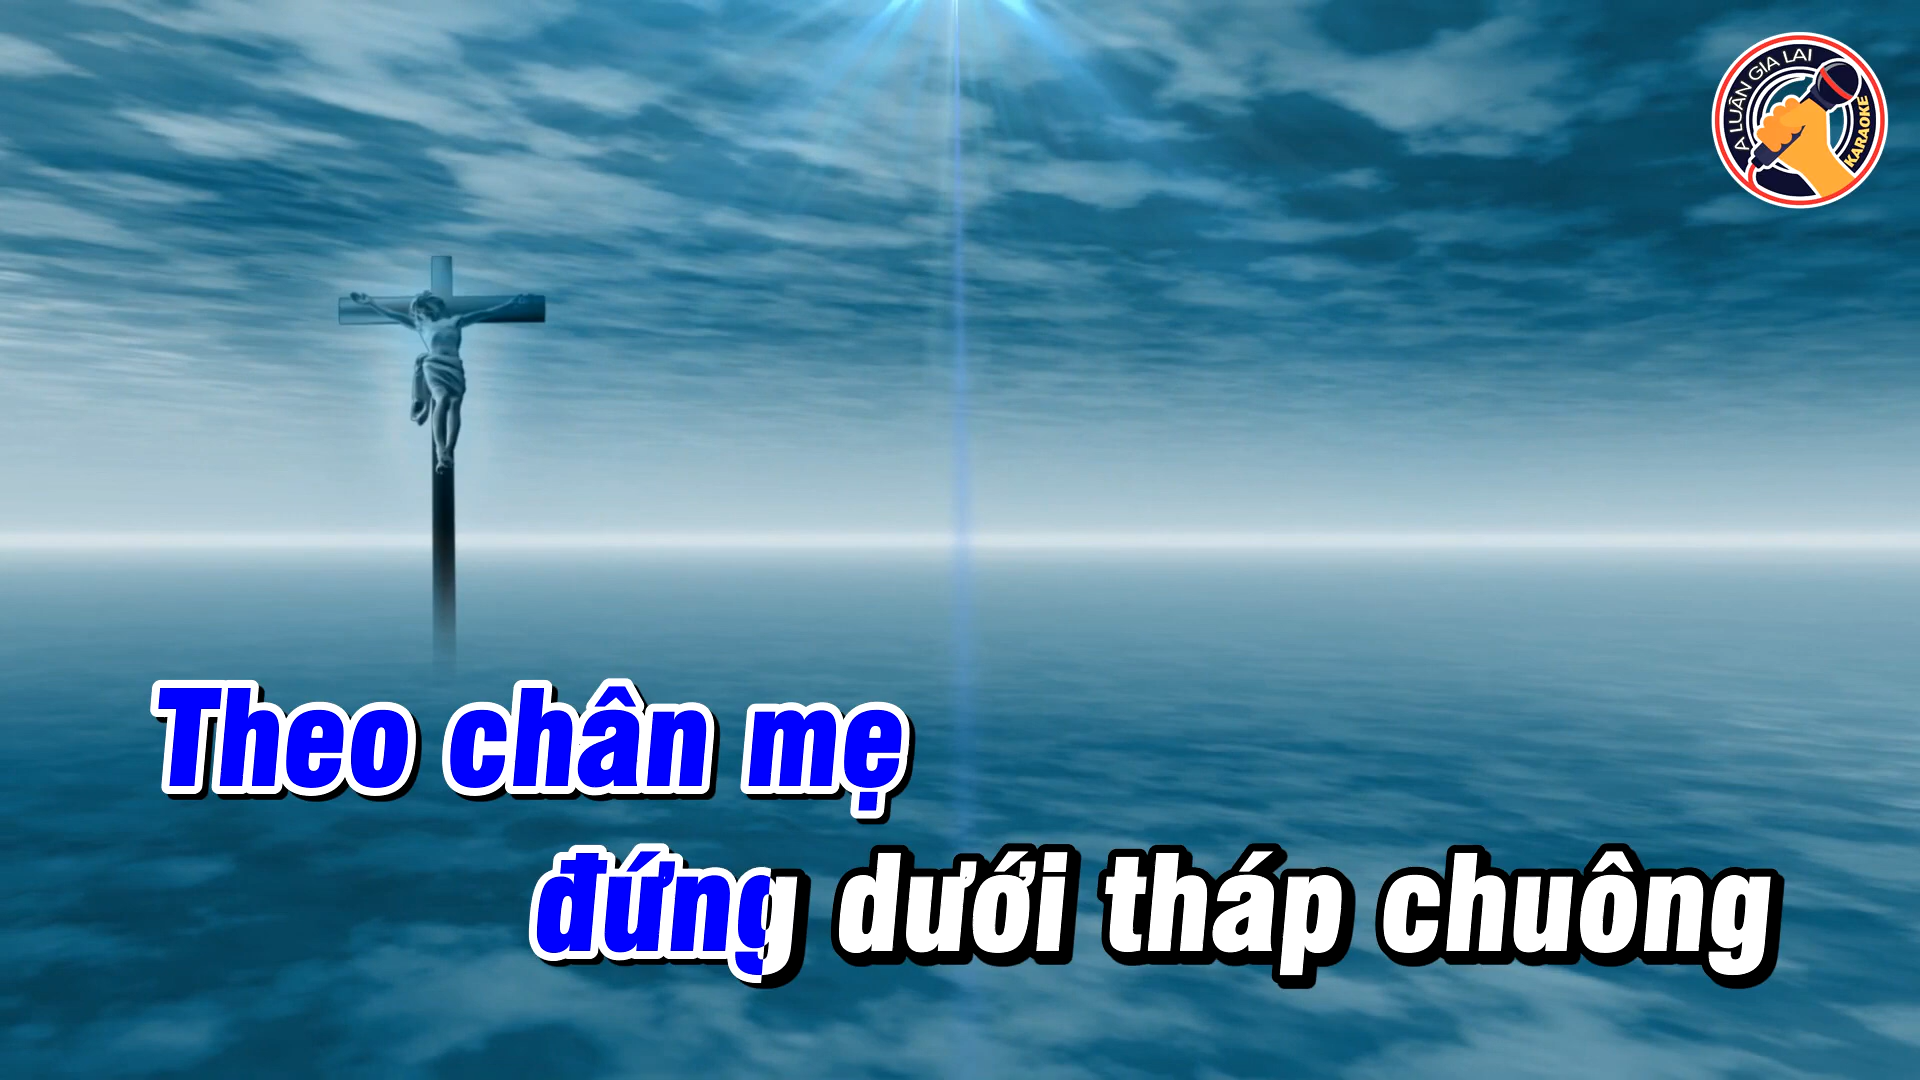 A LUÂN GIA LAI
KARAOKE
Theo chân mẹ
đứng dưới tháp chuông